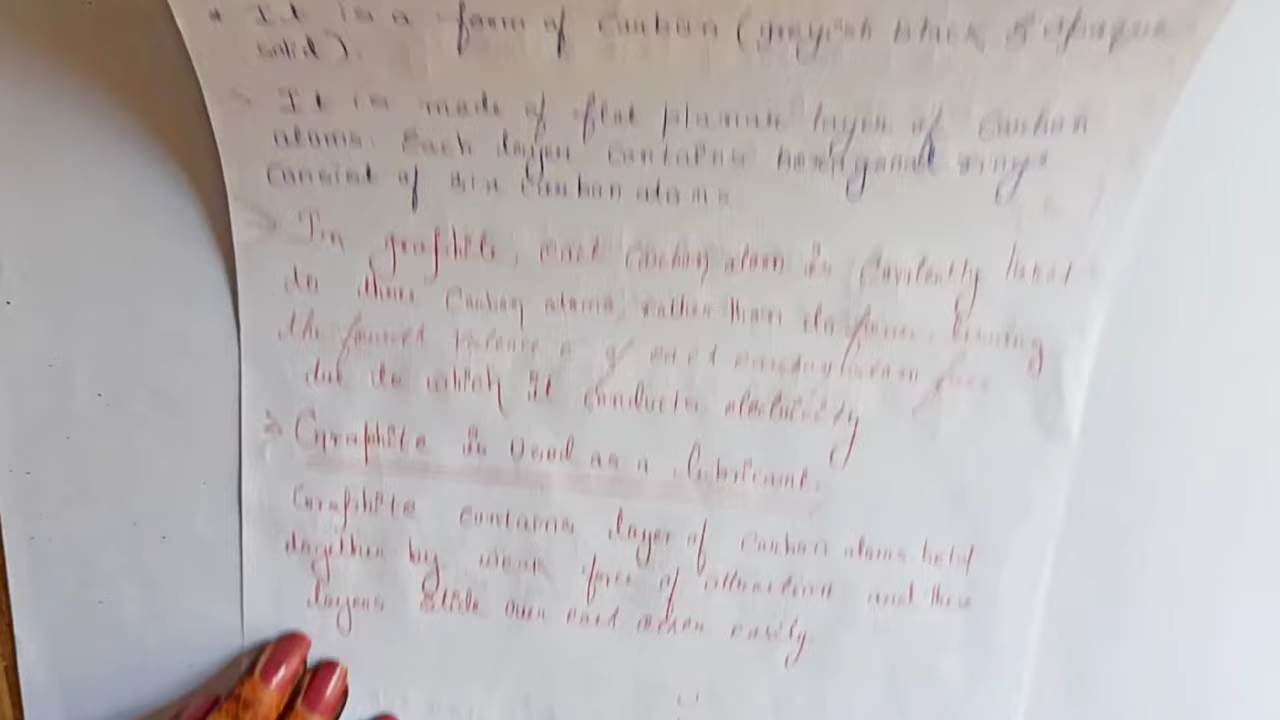 It is a form of Carbon (greyish black & opaque
solid).
It is made of flat planar layer of Carbon
atoms. Each layer contains hexagonal rings
consist of six Carbon atoms
In graphite, each Carbon atom is Covalently linked
to three Carbon atoms, rather than to four, leaving
the fourth valence e of each carbon free
due to which it conducts electricity
Graphite is Used as a lubricant.
Graphite contains layer of Carbon atoms held
together by weak force of attraction and these
layers slide over each other easily